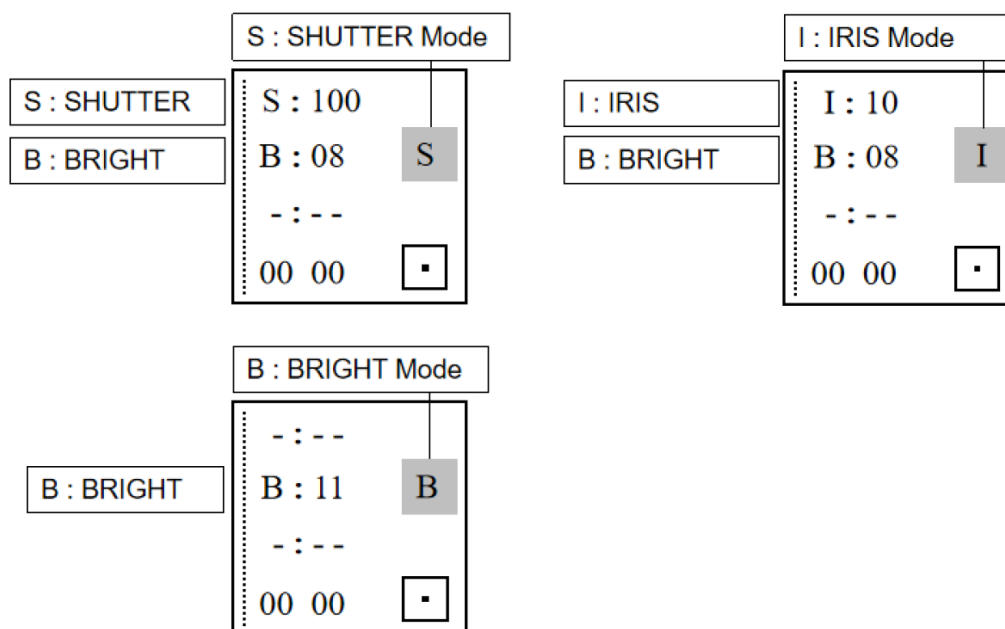 S : SHUTTER Mode
S : SHUTTER
B : BRIGHT
S : 100
B : 08
S
- : - -
00 00
I : IRIS Mode
I : IRIS
B : BRIGHT
I : 10
B : 08
I
- : - -
00 00
B : BRIGHT Mode
B : BRIGHT
- : - -
B : 11
B
- : - -
00 00